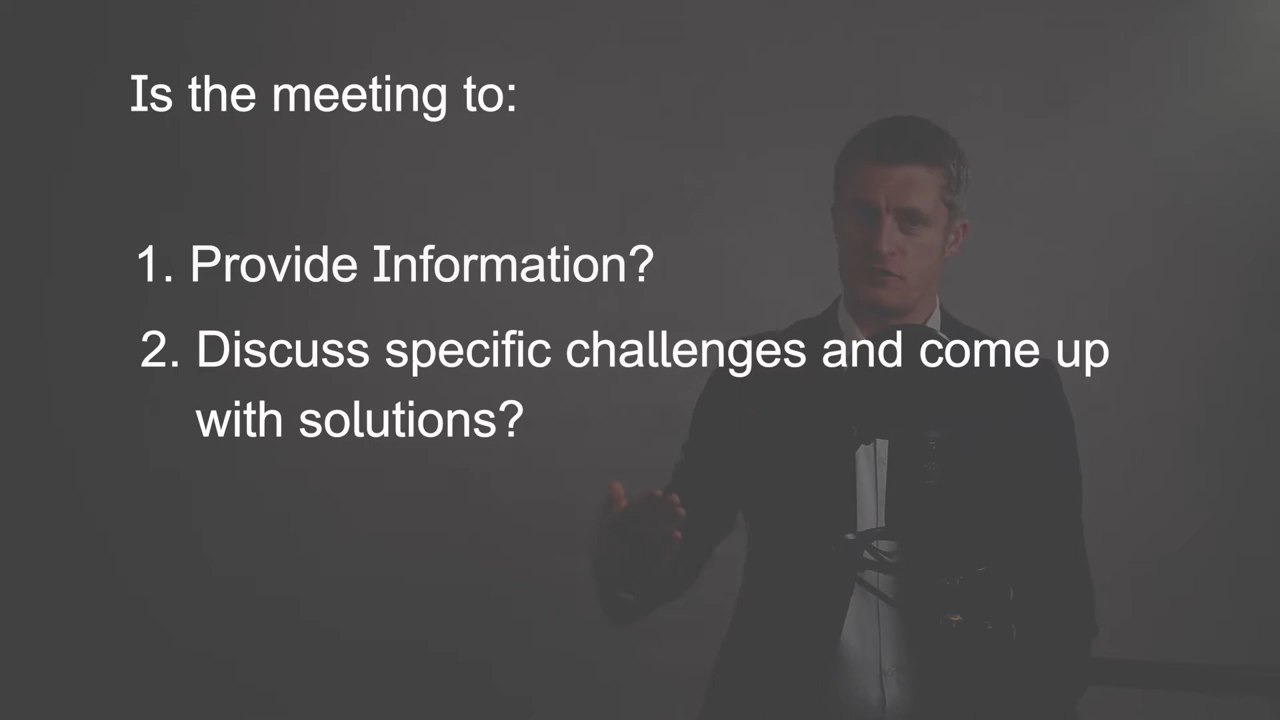 Is the meeting to:
1. Provide Information?
2. Discuss specific challenges and come up
with solutions?